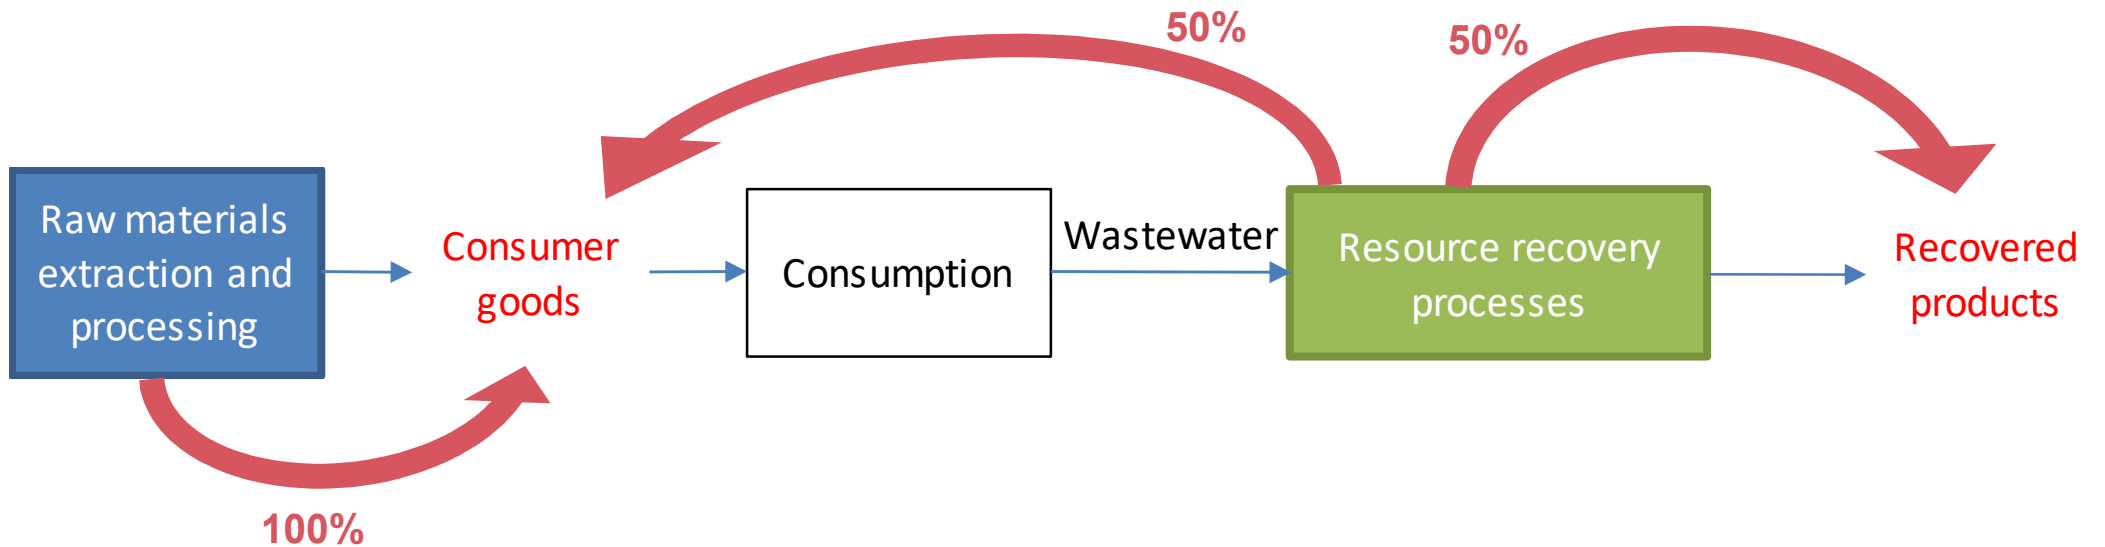 50%
50%
Raw materials
extraction and
processing
Consumer
goods
Consumption
Wastewater
Resource recovery
processes
Recovered
products
100%